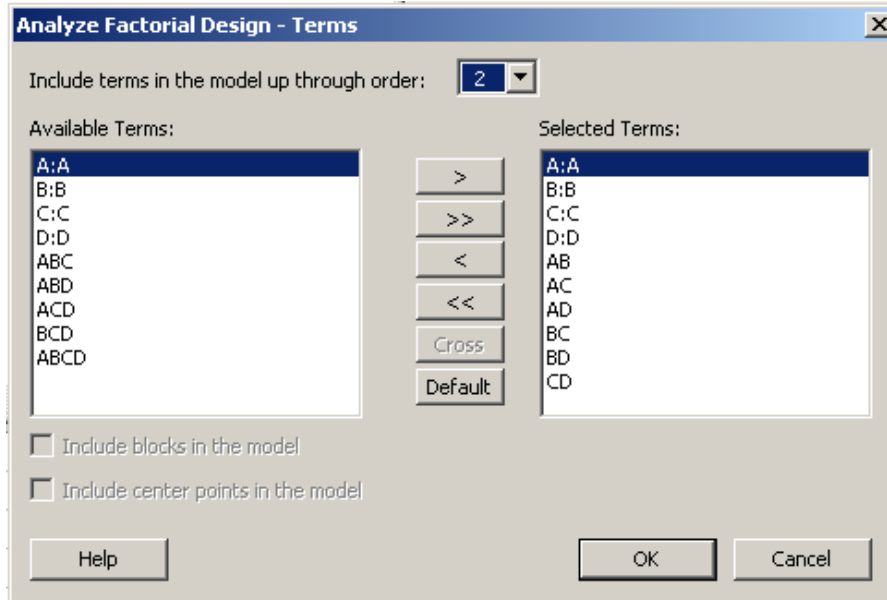 Analyze Factorial Design - Terms
Include terms in the model up through order: 2
Available Terms:
A:A
B:B
C:C
D:D
ABC
ABD
ACD
BCD
ABCD
>
>>
<
<<
Cross
Default
Selected Terms:
A:A
B:B
C:C
D:D
AB
AC
AD
BC
BD
CD
Include blocks in the model
Include center points in the model
Help
OK
Cancel